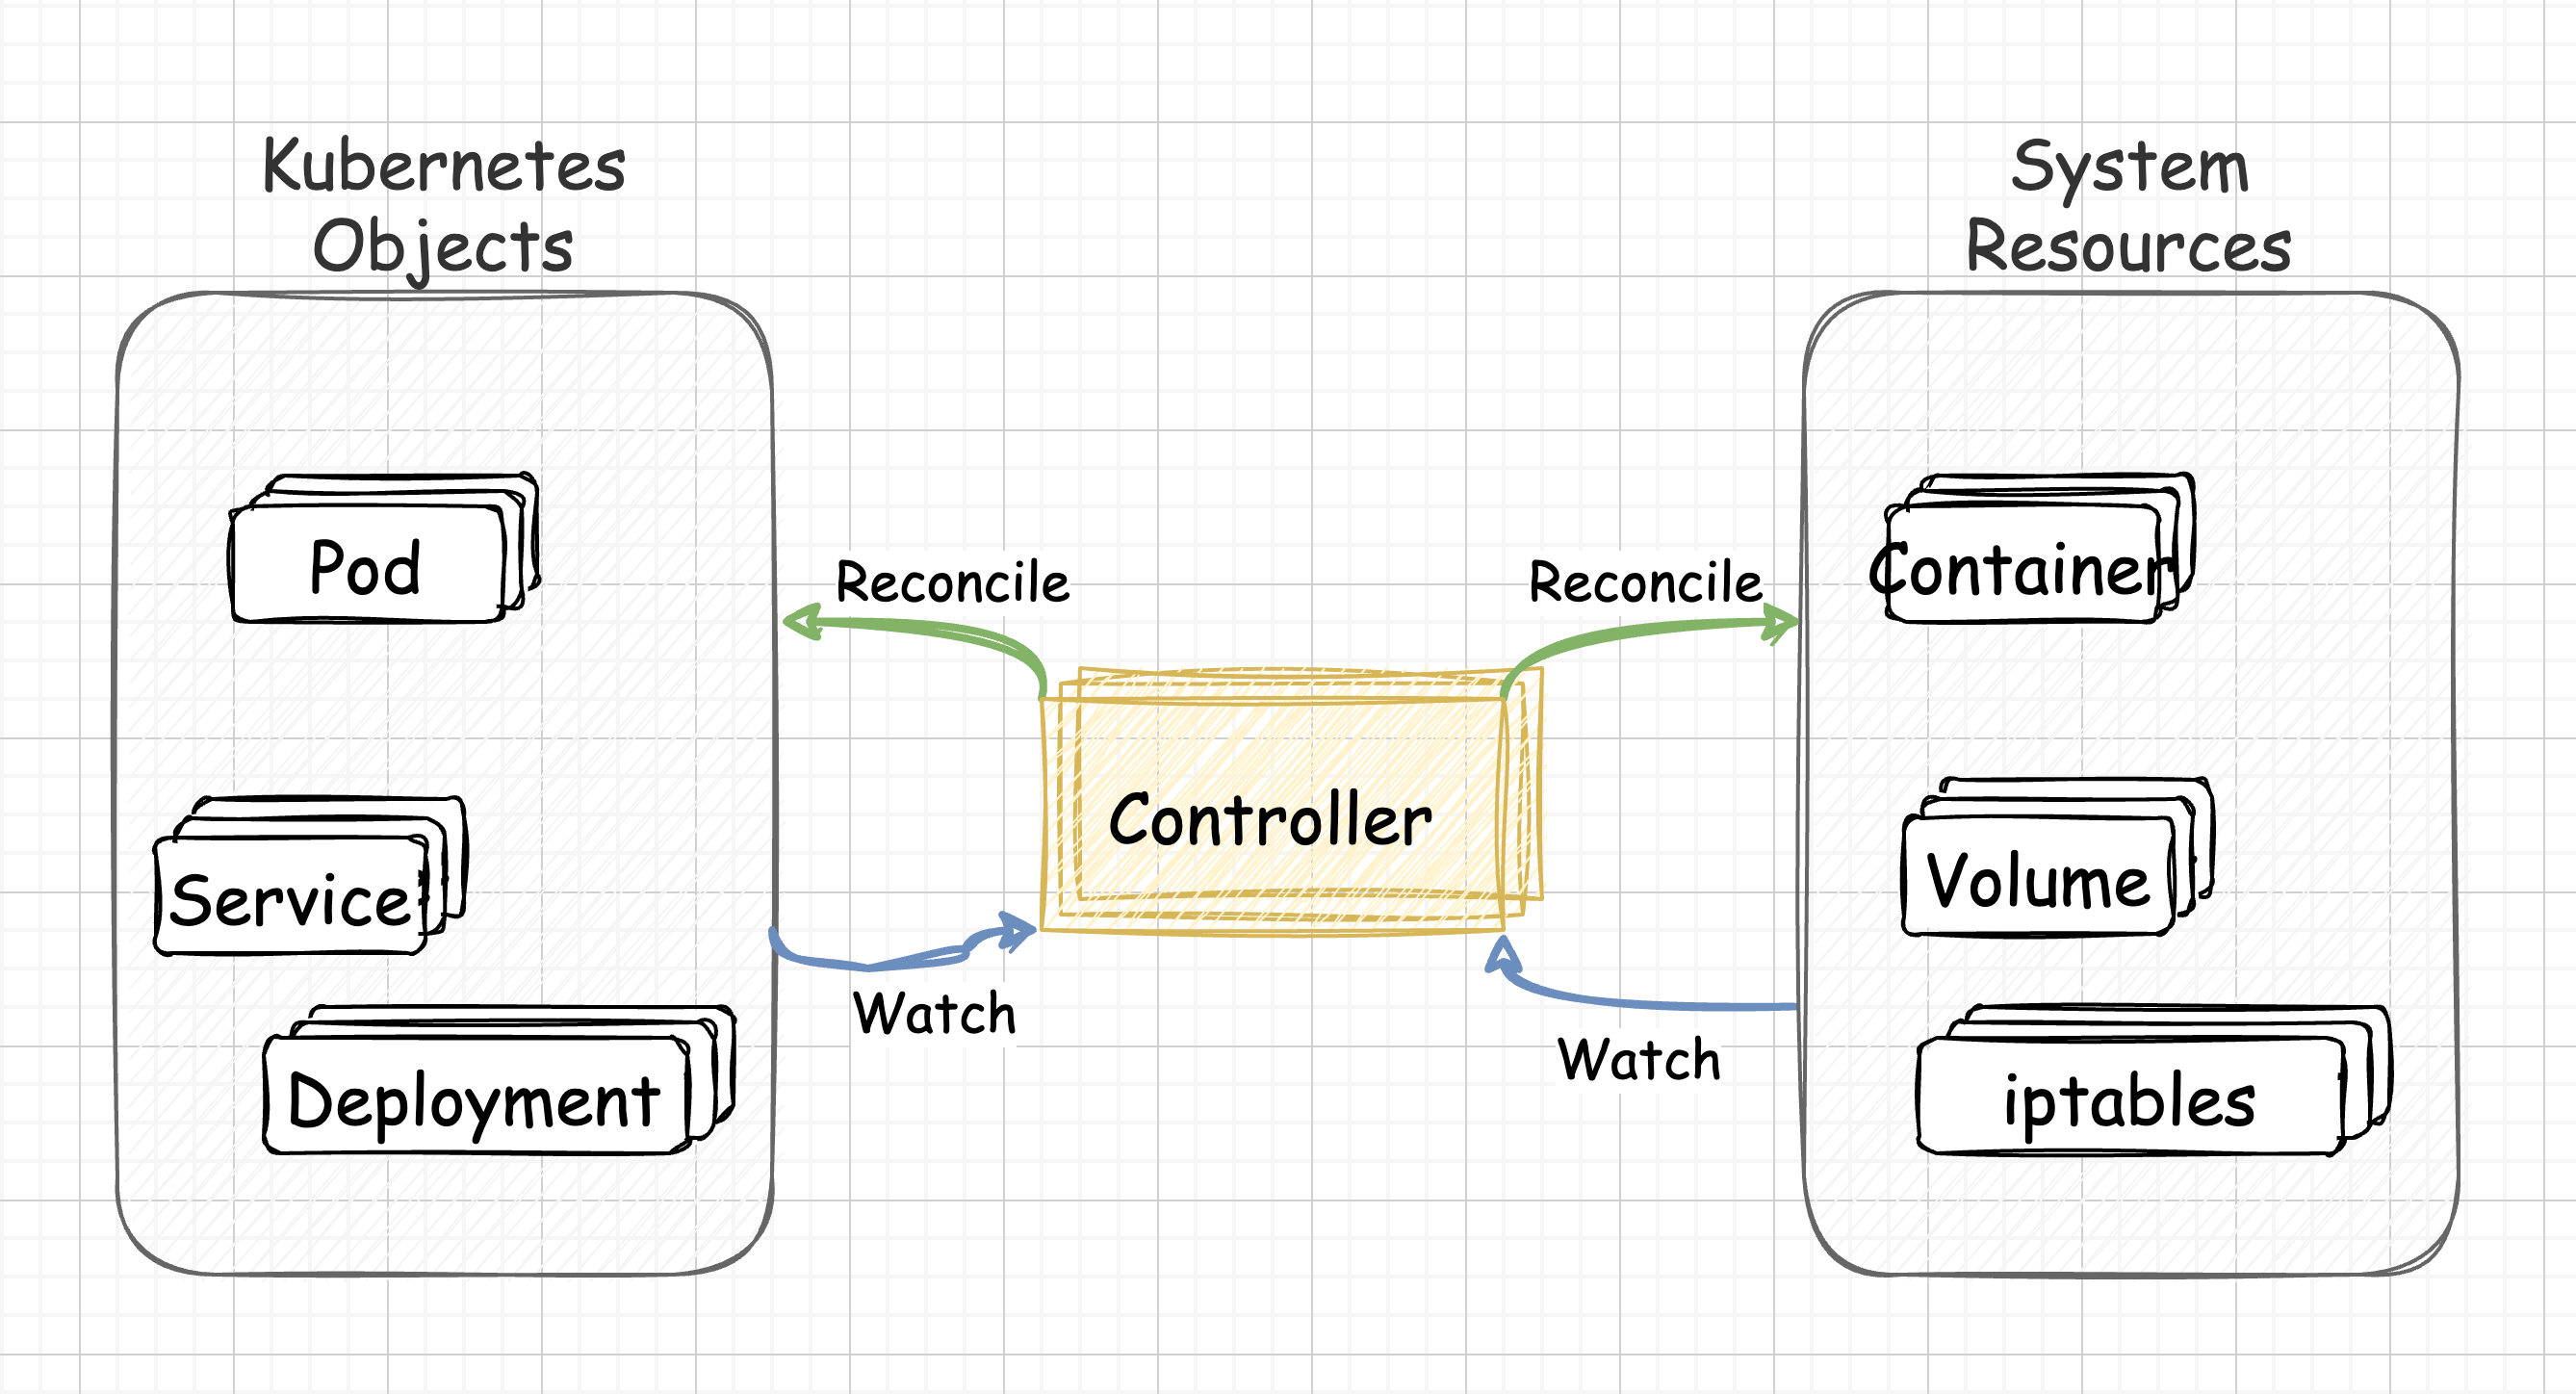 Kubernetes
Objects
System
Resources
Pod
Service
Deployment
Reconcile
Reconcile
Controller
Watch
Watch
Container
Volume
iptables